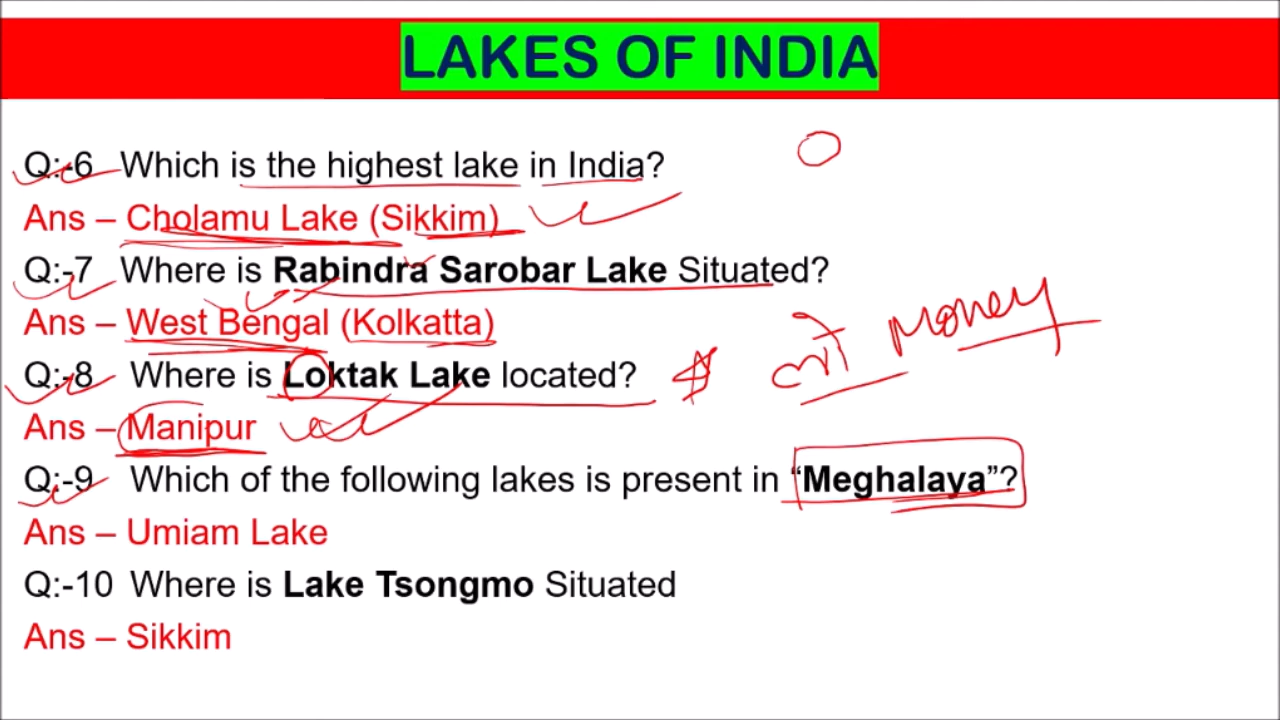 LAKES OF INDIA
Q:-6 Which is the highest lake in India?
Ans – Cholamu Lake (Sikkim)
Q:-7 Where is Rabindra Sarobar Lake Situated?
Ans – West Bengal (Kolkatta)
Q:-8 Where is Loktak Lake located?
Money
Ans – Manipur
Q:-9 Which of the following lakes is present in “Meghalaya”?
Ans – Umiam Lake
Q:-10 Where is Lake Tsongmo Situated
Ans – Sikkim